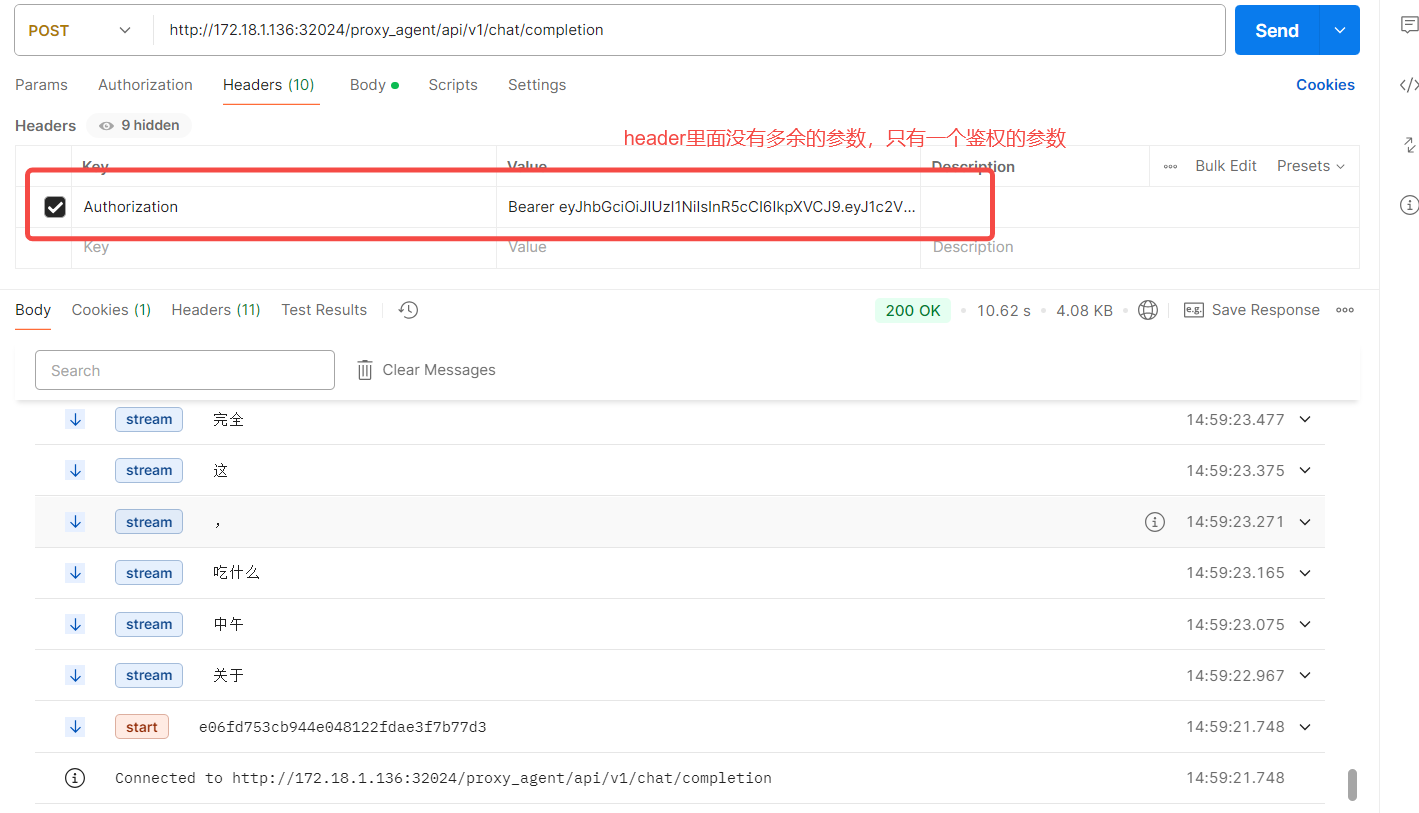 POST http://172.18.1.136:32024/proxy_agent/api/v1/chat/completion Send
Params Authorization Headers (10) Body Scripts Settings Cookies
Headers 9 hidden
header里面没有多余的参数，只有一个鉴权的参数
Key Value Description Bulk Edit Presets
Authorization Bearer eyJhbGciOiJIUzI1NiIsInR5cCI6IkpXVCJ9.eyJ1c2V...
Key Value Description
Body Cookies (1) Headers (11) Test Results 200 OK 10.62 s 4.08 KB e.g. Save Response
Search Clear Messages
stream 完全 14:59:23.477
stream 这 14:59:23.375
stream ， 14:59:23.271
stream 吃什么 14:59:23.165
stream 中午 14:59:23.075
stream 关于 14:59:22.967
start e06fd753cb944e048122fdae3f7b77d3 14:59:21.748
Connected to http://172.18.1.136:32024/proxy_agent/api/v1/chat/completion 14:59:21.748